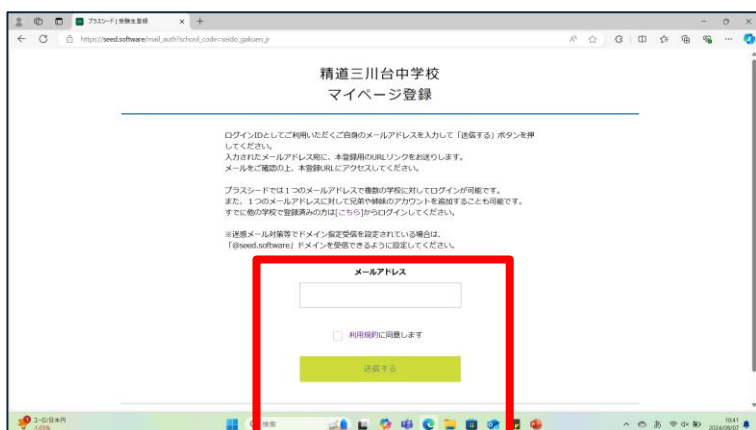 プラスシード|受験生登録
https://seed.software/mail_auth?school_code=seido_gakuen_jr
精道三川台中学校
マイページ登録
ログインIDとしてご利用いただくご自身のメールアドレスを入力して「送信する」ボタンを押
してください。
入力されたメールアドレス宛に、本登録用のURLリンクをお送りします。
メールをご確認の上、本登録URLにアクセスしてください。
プラスシードでは１つのメールアドレスで複数の学校に対してログインが可能です。
また、１つのメールアドレスに対して兄弟や姉妹のアカウントを追加することも可能です。
すでに他の学校で登録済みの方は[こちら]からログインしてください。
※迷惑メール対策等でドメイン指定受信を設定されている場合は、
「@seed.software」ドメインを受信できるように設定してください。
メールアドレス
利用規約に同意します
送信する
ユーロ/日本円
-1.03%
検索
あ
10:41
2024/09/07